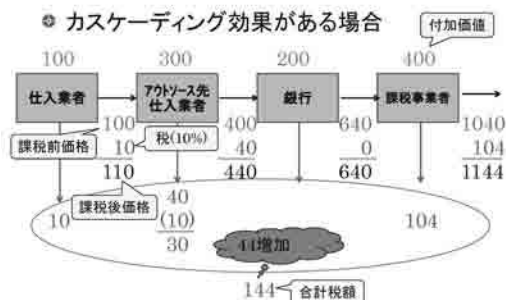 カスケーディング効果がある場合
付加価値
100 300 200 400
仕入業者 アウトソース先 銀行 課税事業者
仕入業者
100 400 640 1040
課税前価格 10 税(10%) 40 0 104
110 440 640 1144
課税後価格 40
10 (10) 104
30
44増加
144 合計税額